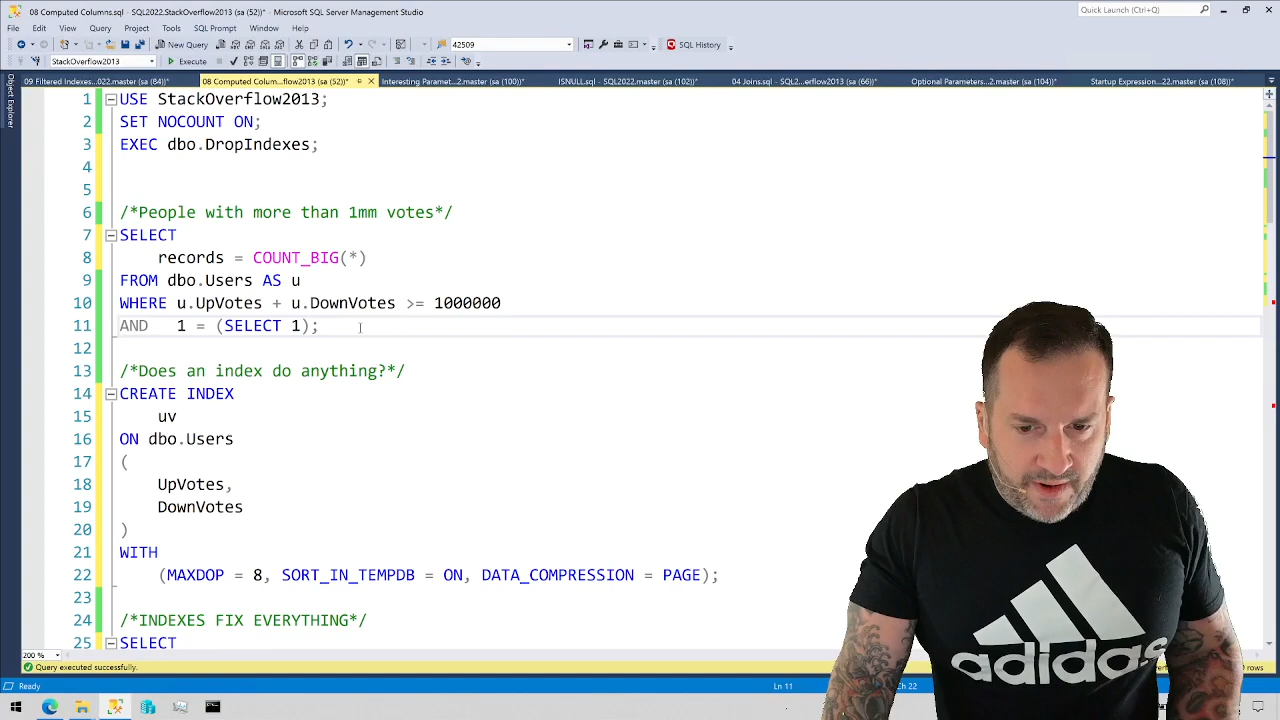 08 Computed Columns.sql - SQL2022.StackOverflow2013 (sa (52))* - Microsoft SQL Server Management Studio
Quick Launch (Ctrl+Q)
File Edit View Query Project Tools SQL Prompt Window Help
New Query 42509 SQL History
StackOverflow2013 Execute
09 Filtered Indexes...022.master (sa (84))* 08 Computed Colum...flow2013 (sa (52))* Interesting Paramet...2.master (sa (100))* ISNULL.sql - SQL2022.master (sa (102))* 04 Joins.sql - SQL2...erflow2013 (sa (66))* Optional Parameters...2.master (sa (104))* Startup Expression...22.master (sa (108))*
Object Explorer
1 USE StackOverflow2013;
2 SET NOCOUNT ON;
3 EXEC dbo.DropIndexes;
4
5
6 /*People with more than 1mm votes*/
7 SELECT
8 records = COUNT_BIG(*)
9 FROM dbo.Users AS u
10 WHERE u.UpVotes + u.DownVotes >= 1000000
11 AND 1 = (SELECT 1);
12
13 /*Does an index do anything?*/
14 CREATE INDEX
15 uv
16 ON dbo.Users
17 (
18 UpVotes,
19 DownVotes
20 )
21 WITH
22 (MAXDOP = 8, SORT_IN_TEMPDB = ON, DATA_COMPRESSION = PAGE);
23
24 /*INDEXES FIX EVERYTHING*/
25 SELECT
adidas
200 %
Query executed successfully. rows
Ready Ln 11 Ch 22